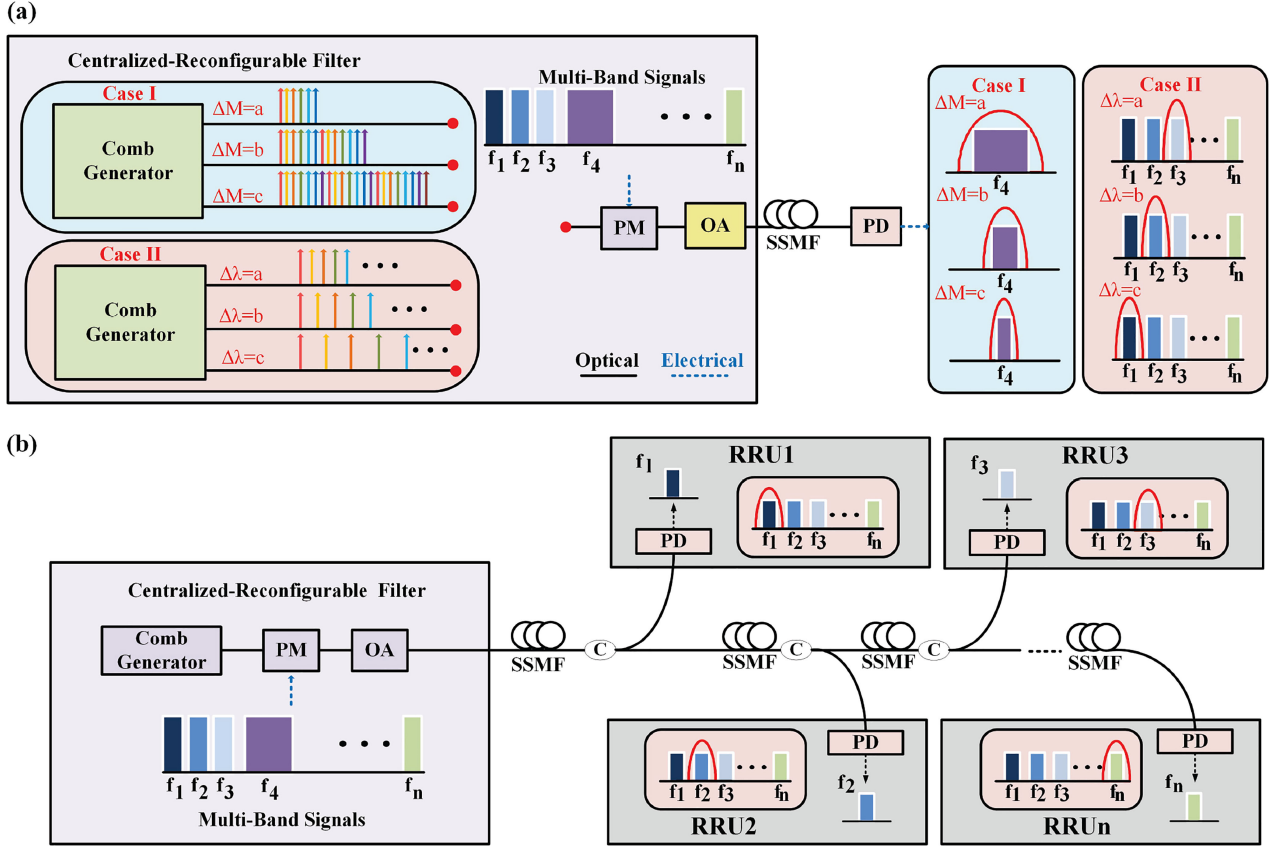 (a)
Centralized-Reconfigurable Filter
Case I
Comb
Generator
ΔM=a
ΔM=b
ΔM=c
Case II
Comb
Generator
Δλ=a
Δλ=b
Δλ=c
Multi-Band Signals
f1 f2 f3 f4 fn
PM
OA
SSMF
PD
Optical
Electrical
Case I
ΔM=a
f4
ΔM=b
f4
ΔM=c
f4
Case II
Δλ=a
f1 f2 f3 fn
Δλ=b
f1 f2 f3 fn
Δλ=c
f1 f2 f3 fn
(b)
Centralized-Reconfigurable Filter
Comb
Generator
PM
OA
f1 f2 f3 f4 fn
Multi-Band Signals
SSMF
C
SSMF
C
SSMF
C
SSMF
RRU1
f1
PD
f1 f2 f3 fn
RRU3
f3
PD
f1 f2 f3 fn
PD
f1 f2 f3 fn
f2
RRU2
PD
f1 f2 f3 fn
fn
RRUn